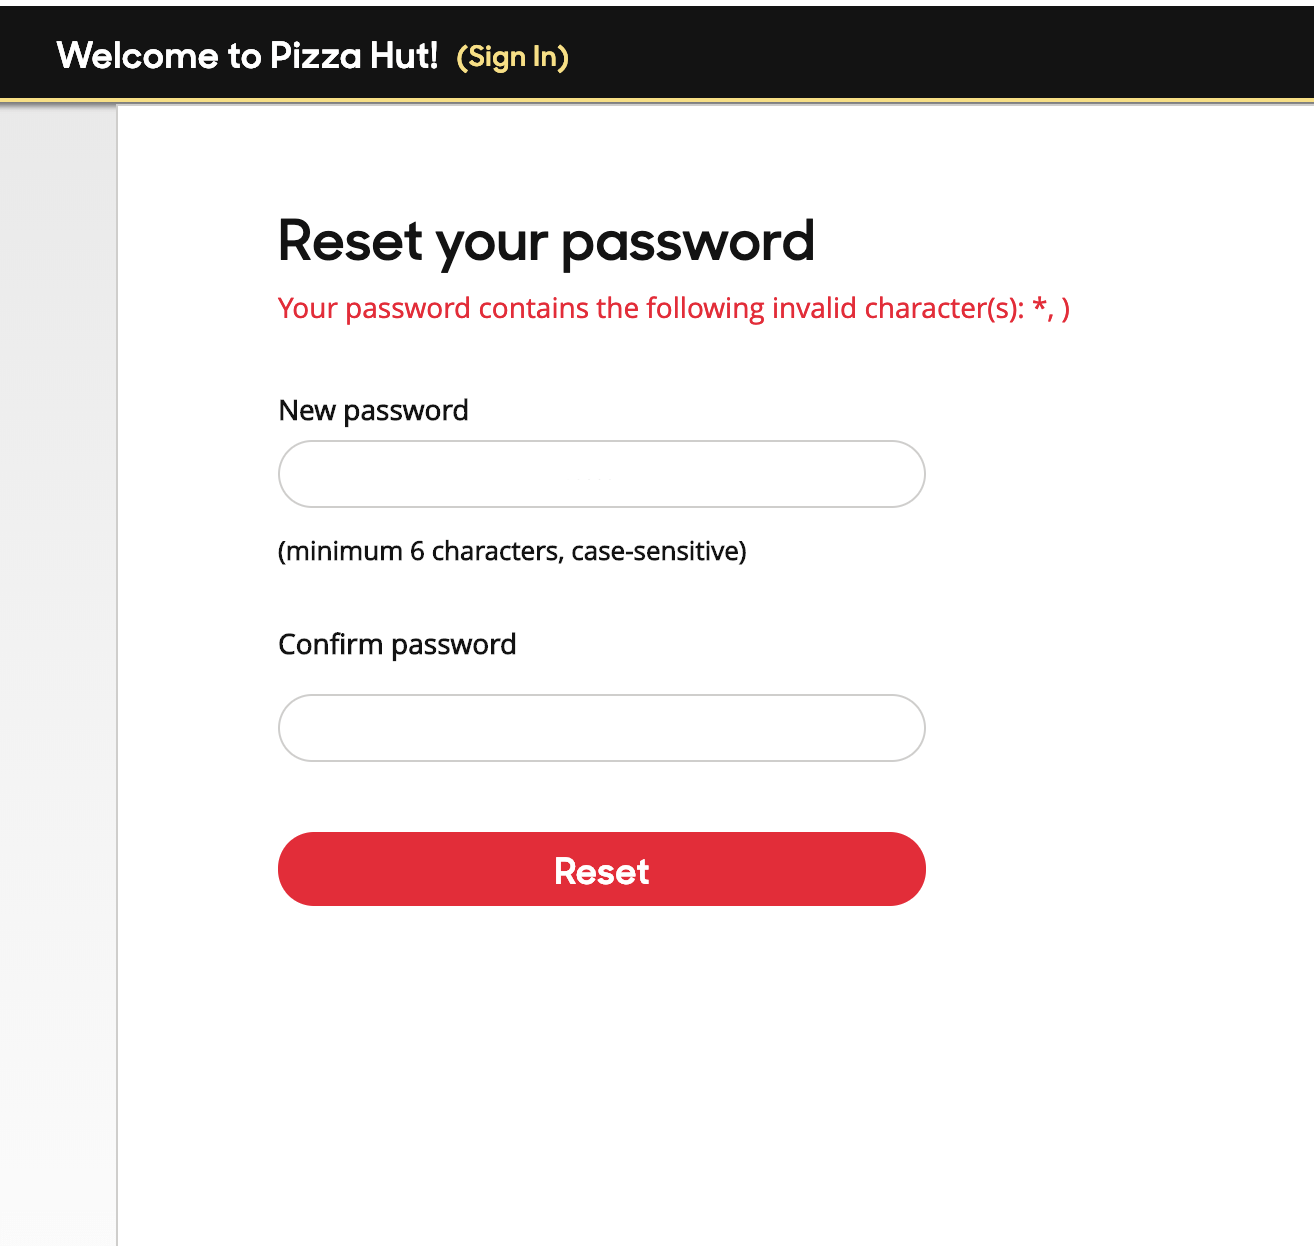 Welcome to Pizza Hut! (Sign In)
Reset your password
Your password contains the following invalid character(s): *, )
New password
(minimum 6 characters, case-sensitive)
Confirm password
Reset